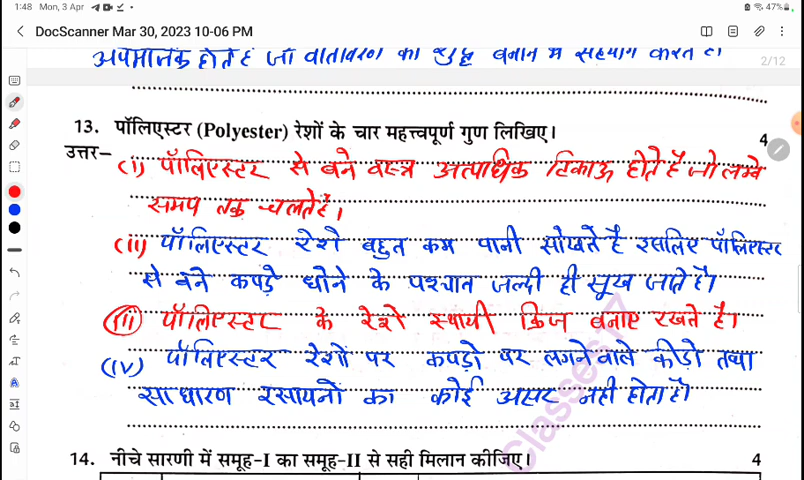 1:48 Mon, 3 Apr
47%
DocScanner Mar 30, 2023 10-06 PM
अपमार्जक होते है जो वातावरण को शुद्ध बनाने में सहयोग करते है।
2/12
13. पॉलिएस्टर (Polyester) रेशों के चार महत्त्वपूर्ण गुण लिखिए। 4
उत्तर– (i) पॉलिएस्टर से बने वस्त्र अत्याधिक टिकाऊ होते है जो लम्बे
समय तक चलते है।
(ii) पॉलिएस्टर रेशे बहुत कम पानी सोखते है इसलिए पॉलिएस्टर
से बने कपड़े धोने के पश्चात जल्दी ही सूख जाते है।
(iii) पॉलिएस्टर के रेशे स्थायी क्रिज बनाए रखते है।
(iv) पॉलिएस्टर रेशों पर कपड़ो पर लगने वाले कीड़ो तथा
साधारण रसायनो का कोई असर नही होता है।
14. नीचे सारणी में समूह-I का समूह-II से सही मिलान कीजिए। 4